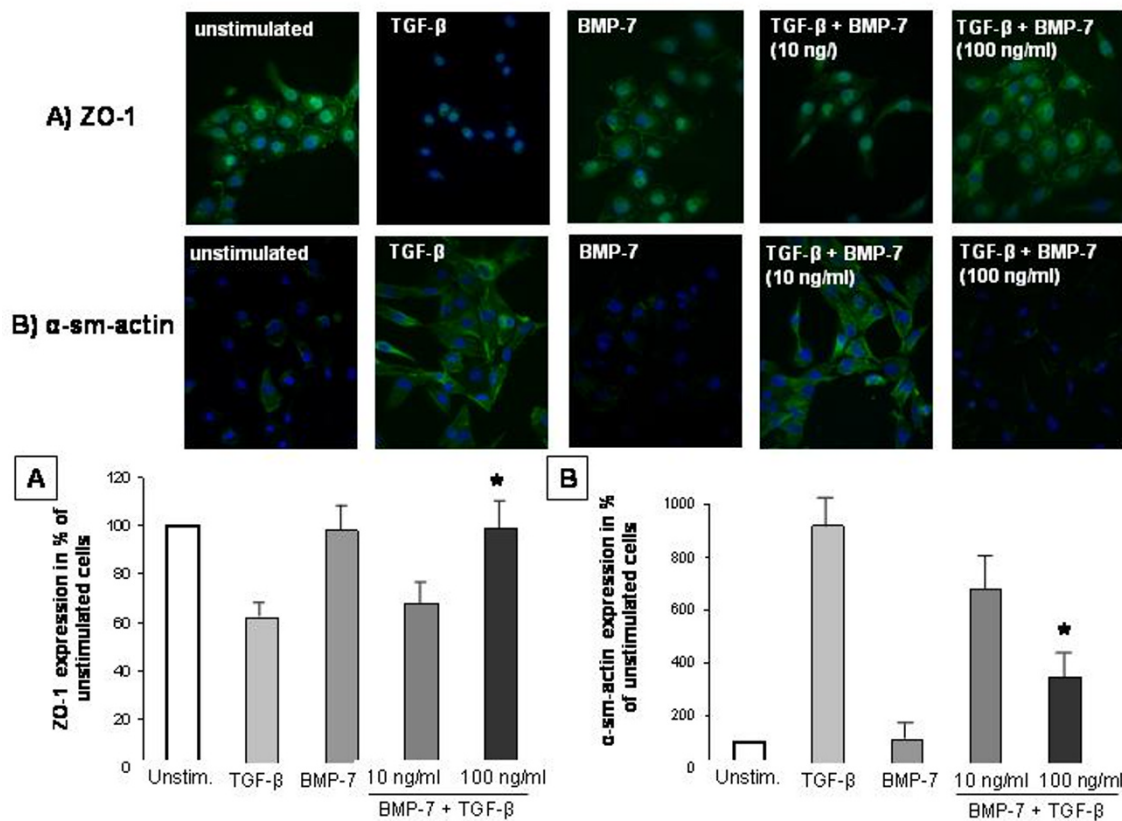 unstimulated
TGF-β
BMP-7
TGF-β + BMP-7
(10 ng/)
TGF-β + BMP-7
(100 ng/ml)
A) ZO-1
unstimulated
TGF-β
BMP-7
TGF-β + BMP-7
(10 ng/ml)
TGF-β + BMP-7
(100 ng/ml)
B) α-sm-actin
A
ZO-1 expression in % of
unstimulated cells
120
100
80
60
40
20
0
*
Unstim.
TGF-β
BMP-7
10 ng/ml
100 ng/ml
BMP-7 + TGF-β
B
α-sm-actin expression in %
of unstimulated cells
1000
800
600
400
200
0
*
Unstim.
TGF-β
BMP-7
10 ng/ml
100 ng/ml
BMP-7 + TGF-β